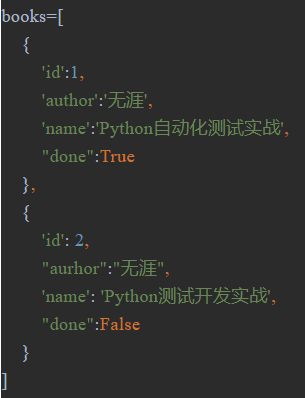 books=[
    {
        'id':1,
        'author':'无涯',
        'name':'Python自动化测试实战',
        "done":True
    },
    {
        'id': 2,
        "aurhor":"无涯",
        'name': 'Python测试开发实战',
        "done":False
    }
]